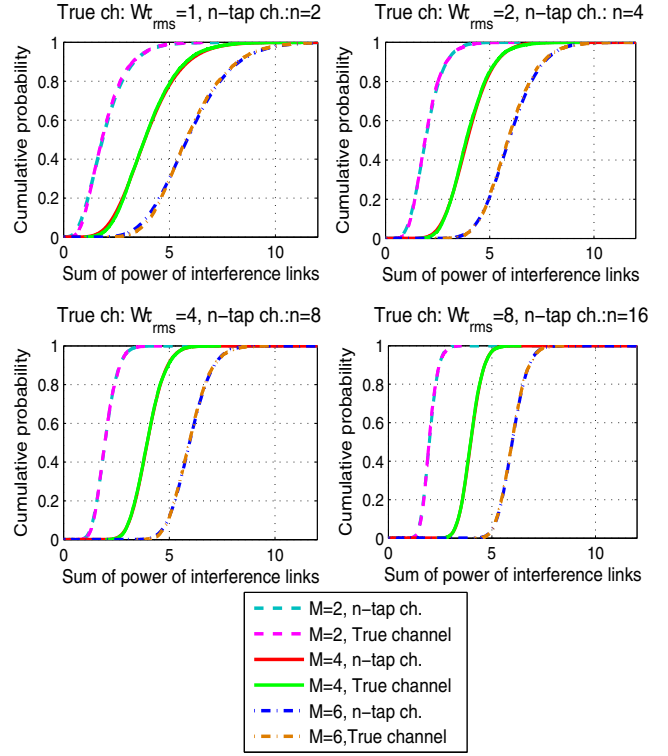 True ch: Wτrms=1, n-tap ch.:n=2
True ch: Wτrms=2, n-tap ch.: n=4
1
0.8
0.6
0.4
0.2
0
0 5 10
Cumulative probability
Sum of power of interference links
1
0.8
0.6
0.4
0.2
0
0 5 10
Cumulative probability
Sum of power of interference links
True ch: Wτrms=4, n-tap ch.:n=8
True ch: Wτrms=8, n-tap ch.:n=16
1
0.8
0.6
0.4
0.2
0
0 5 10
Cumulative probability
Sum of power of interference links
1
0.8
0.6
0.4
0.2
0
0 5 10
Cumulative probability
Sum of power of interference links
M=2, n-tap ch.
M=2, True channel
M=4, n-tap ch.
M=4, True channel
M=6, n-tap ch.
M=6,True channel